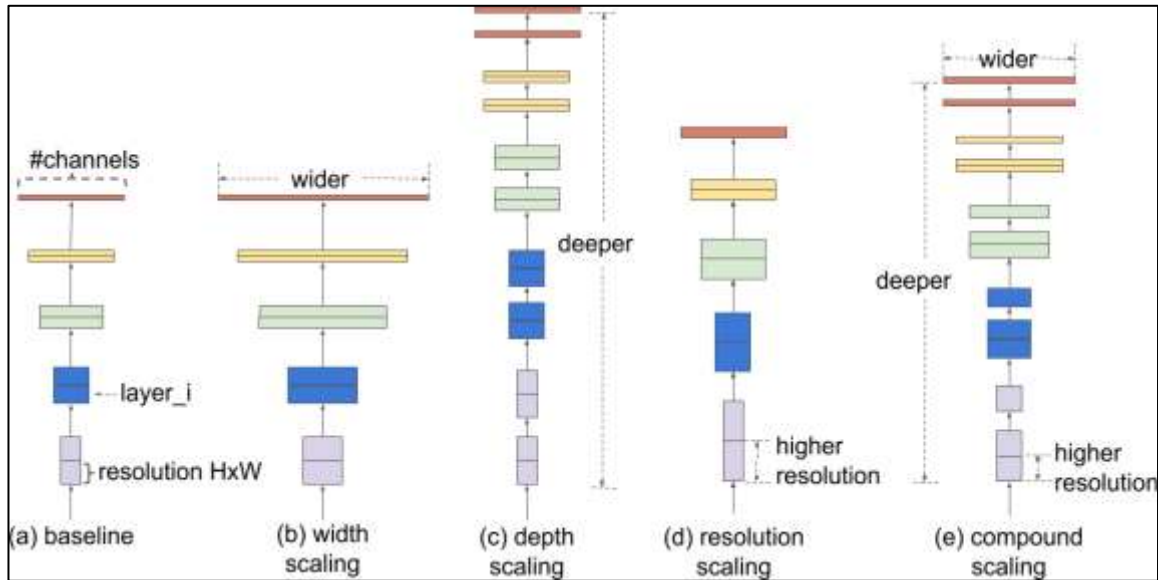 #channels
layer_i
resolution HxW
(a) baseline
wider
(b) width
scaling
deeper
(c) depth
scaling
higher
resolution
(d) resolution
scaling
wider
deeper
higher
resolution
(e) compound
scaling